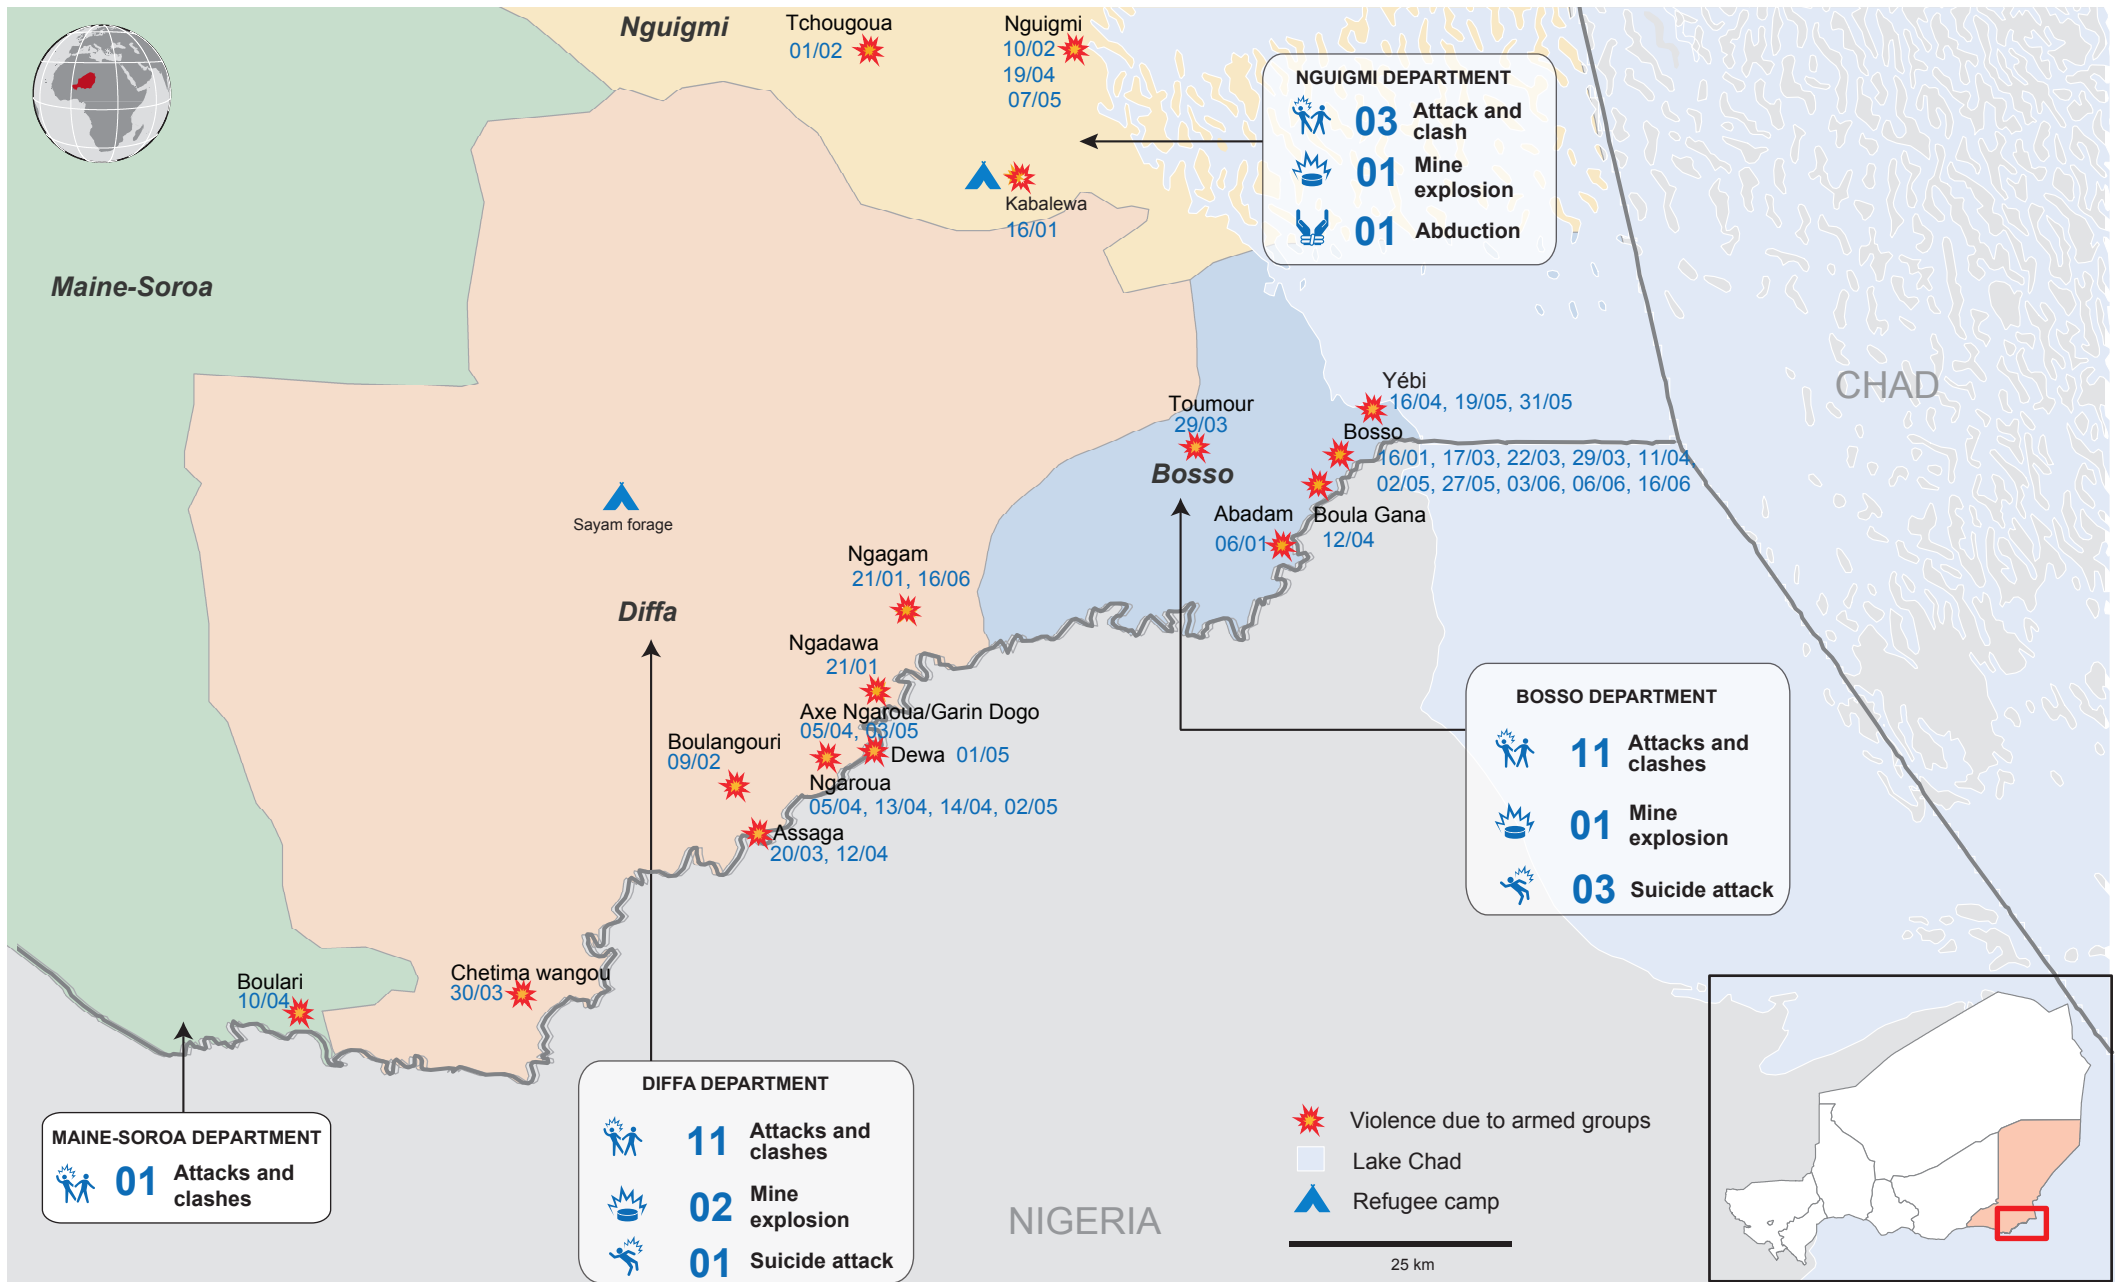 Nguigmi
Tchougoua
01/02
Nguigmi
10/02
19/04
07/05
NGUIGMI DEPARTMENT
03 Attack and
clash
01 Mine
explosion
01 Abduction
Kabalewa
16/01
Maine-Soroa
CHAD
Yébi
16/04, 19/05, 31/05
Toumour
29/03
Bosso
16/01, 17/03, 22/03, 29/03, 11/04,
02/05, 27/05, 03/06, 06/06, 16/06
Bosso
Abadam
06/01
Boula Gana
12/04
Sayam forage
Ngagam
21/01, 16/06
Diffa
Ngadawa
21/01
Axe Ngaroua/Garin Dogo
05/04, 03/05
Boulangouri
09/02
Dewa 01/05
Ngaroua
05/04, 13/04, 14/04, 02/05
Assaga
20/03, 12/04
BOSSO DEPARTMENT
11 Attacks and
clashes
01 Mine
explosion
03 Suicide attack
Boulari
10/04
Chetima wangou
30/03
MAINE-SOROA DEPARTMENT
01 Attacks and
clashes
DIFFA DEPARTMENT
11 Attacks and
clashes
02 Mine
explosion
01 Suicide attack
NIGERIA
Violence due to armed groups
Lake Chad
Refugee camp
25 km